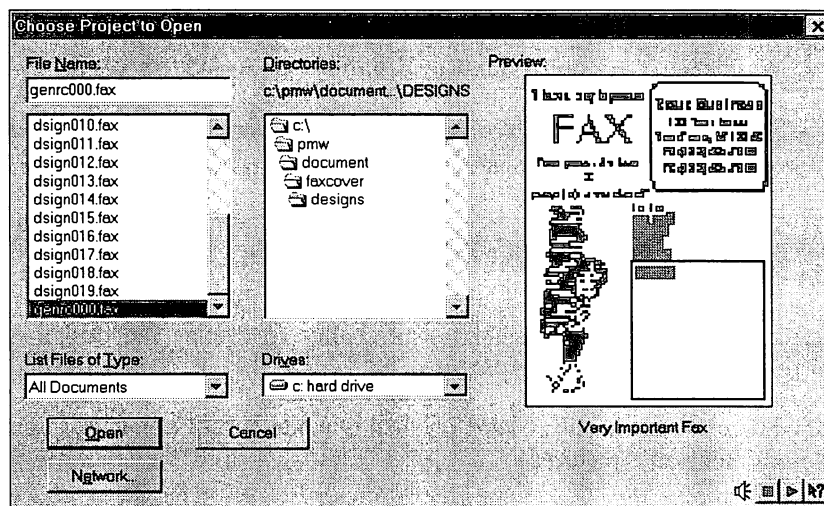 Choose Project to Open
File Name:
genrc000.fax
dsign010.fax
dsign011.fax
dsign012.fax
dsign013.fax
dsign014.fax
dsign015.fax
dsign016.fax
dsign017.fax
dsign018.fax
dsign019.fax
genrc000.fax
List Files of Type:
All Documents
Open
Cancel
Network...
Directories:
c:\pmw\document...\DESIGNS
c:\
pmw
document
faxcover
designs
Drives:
c: hard drive
Preview:
FAX
Very Important Fax